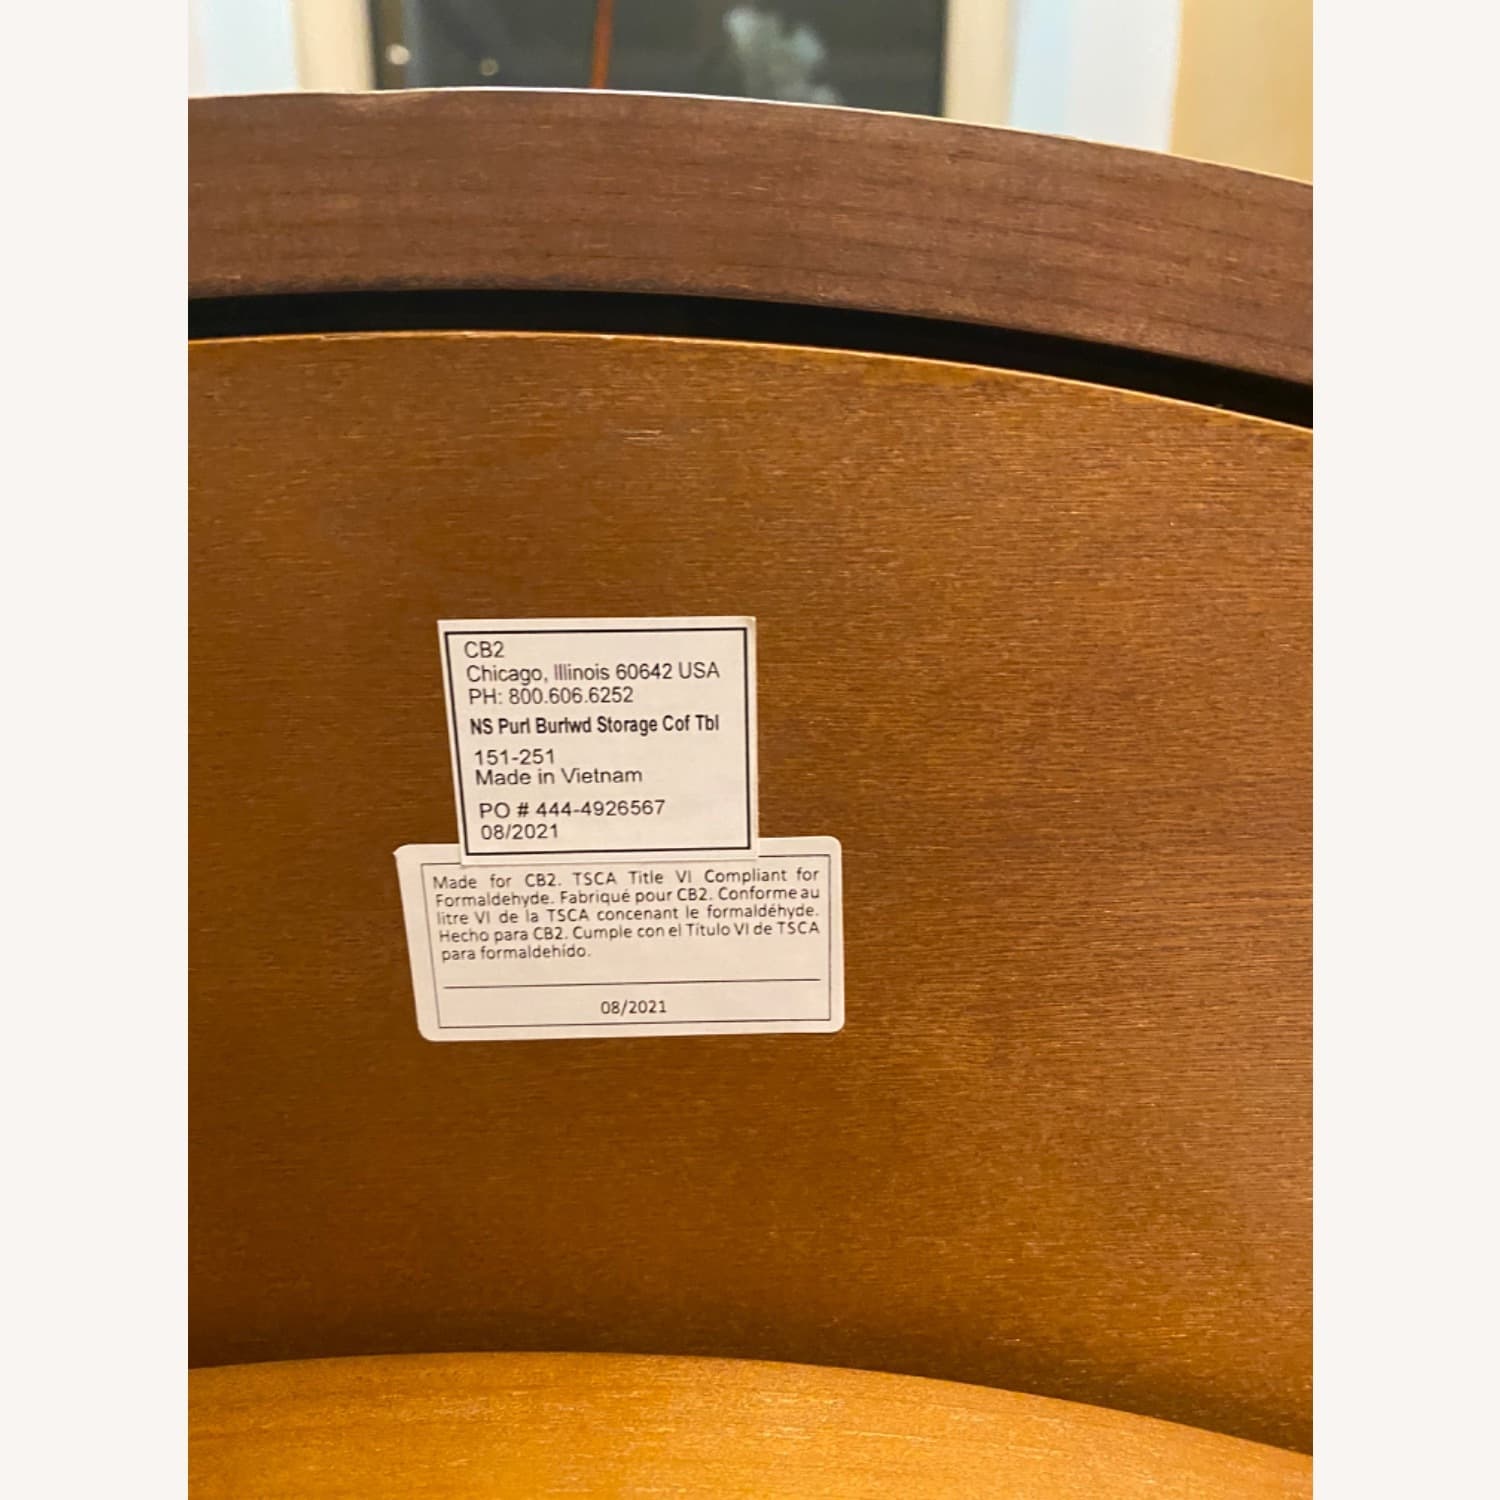 CB2
Chicago, Illinois 60642 USA
PH: 800.606.6252
NS Purl Burlwd Storage Cof Tbl
151-251
Made in Vietnam
PO # 444-4926567
08/2021
Made for CB2. TSCA Title VI Compliant for
Formaldehyde. Fabriqué pour CB2. Conforme au
litre VI de la TSCA concenant le formaldéhyde.
Hecho para CB2. Cumple con el Título VI de TSCA
para formaldehído.
08/2021